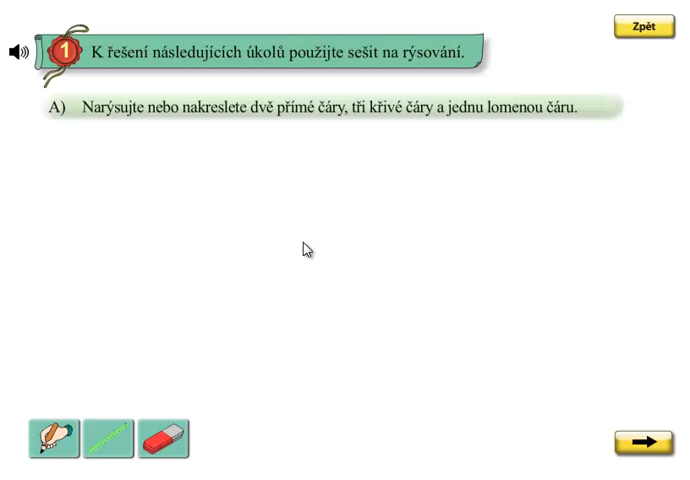 Zpět
1 K řešení následujících úkolů použijte sešit na rýsování.
A) Narýsujte nebo nakreslete dvě přímé čáry, tři křivé čáry a jednu lomenou čáru.